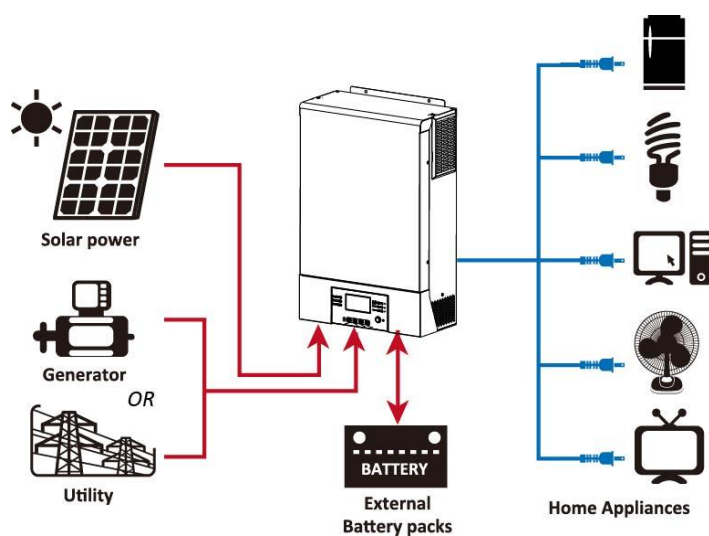 Solar power
Generator
OR
Utility
BATTERY
External
Battery packs
Home Appliances